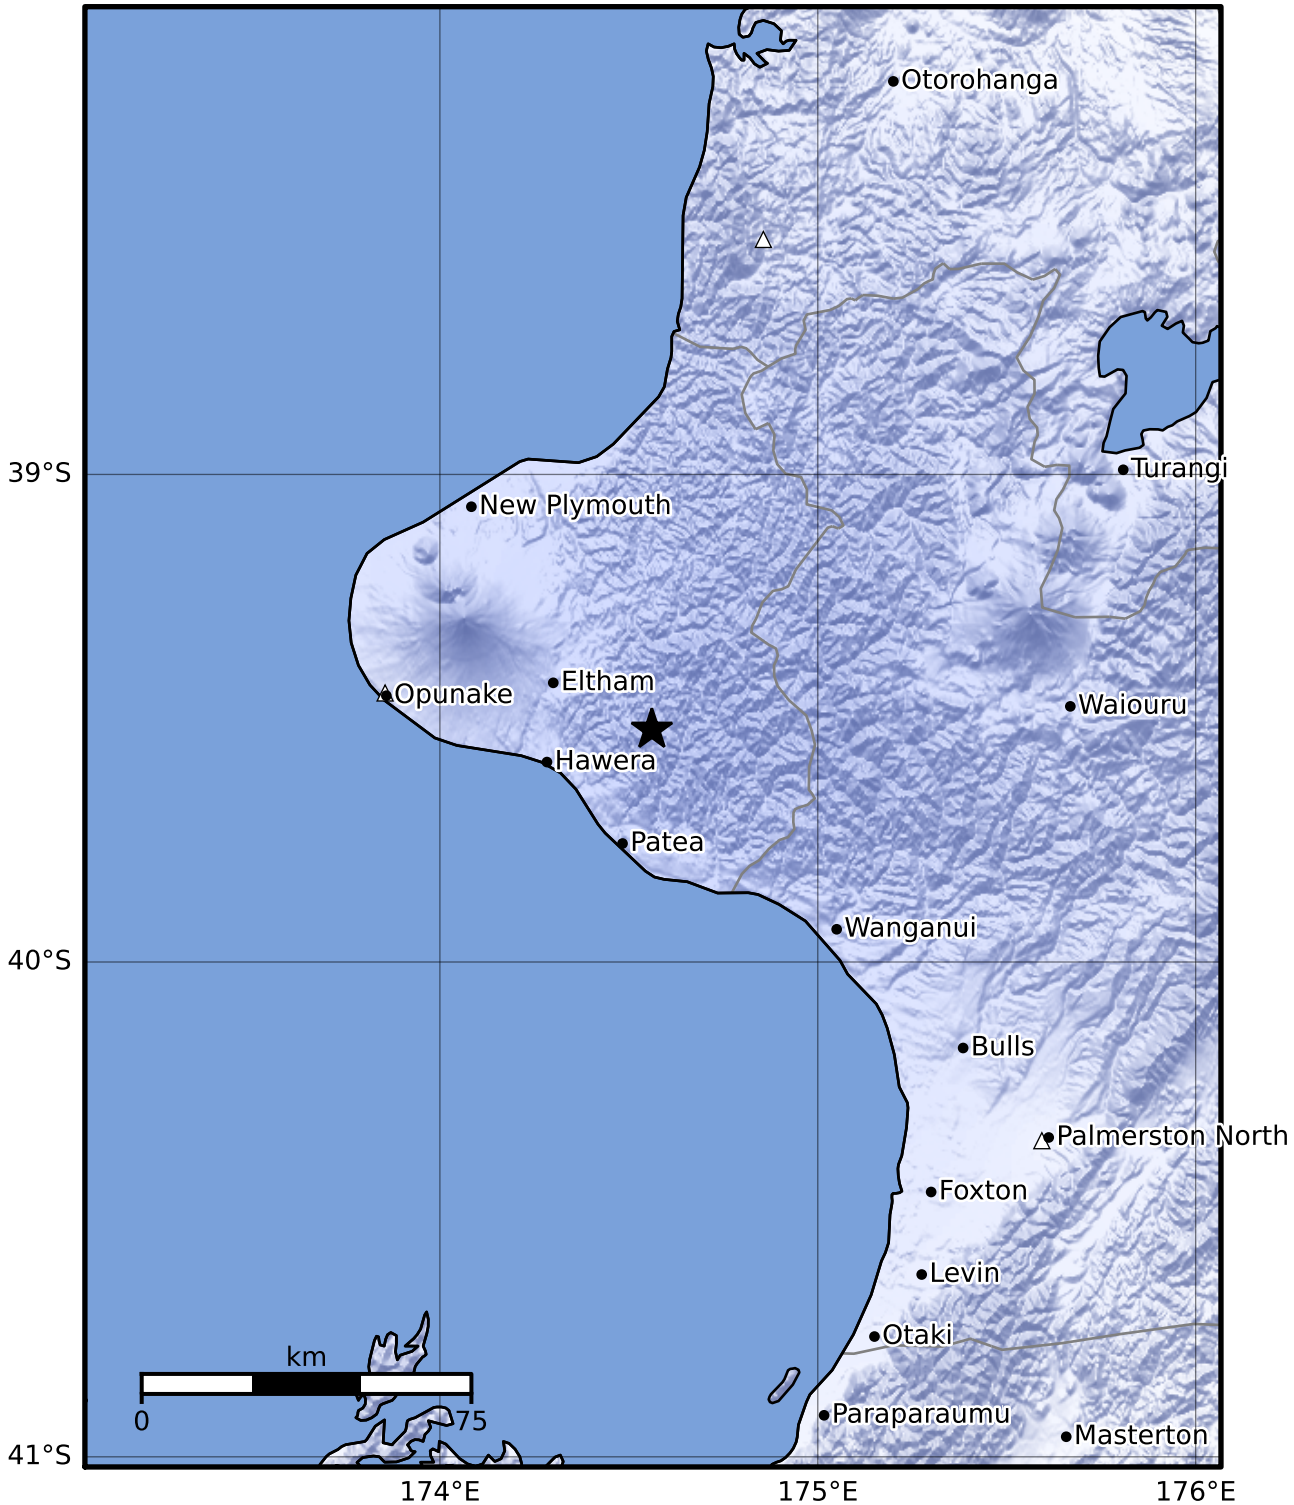 Otorohanga
39°S
Turangi
New Plymouth
Eltham
Opunake
Waiouru
Hawera
Patea
Wanganui
40°S
Bulls
Palmerston North
Foxton
Levin
Otaki
km
0
75
Paraparaumu
Masterton
41°S
174°E
175°E
176°E